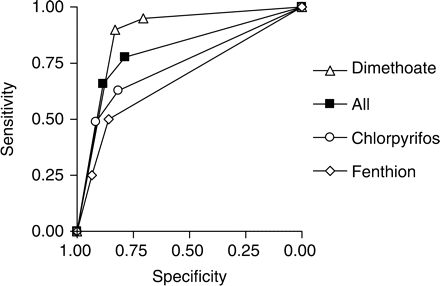 1.00
0.75
0.50
0.25
0.00
Sensitivity
1.00 0.75 0.50 0.25 0.00
Specificity
Dimethoate
All
Chlorpyrifos
Fenthion